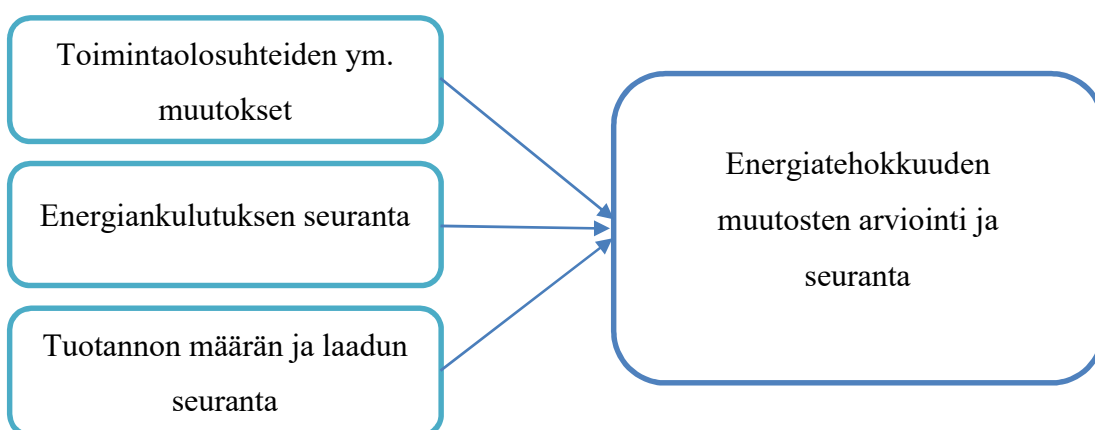 Toimintaolosuhteiden ym.
muutokset
Energiankulutuksen seuranta
Tuotannon määrän ja laadun
seuranta
Energiatehokkuuden
muutosten arviointi ja
seuranta